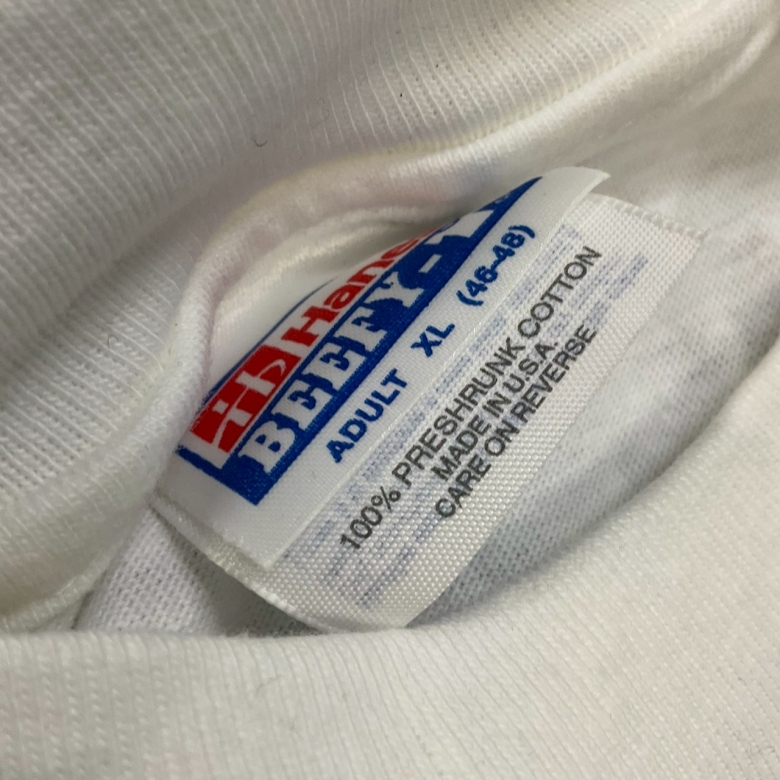 Hanes
BEEFY-T
ADULT XL (46-48)
100% PRESHRUNK COTTON
MADE IN U.S.A.
CARE ON REVERSE